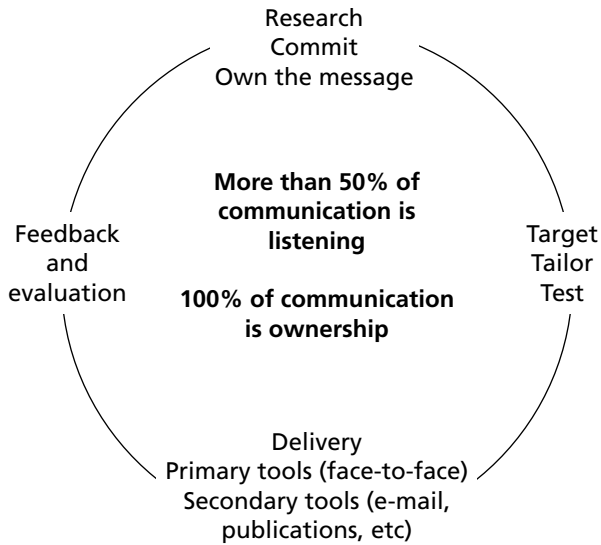 Research
Commit
Own the message
More than 50% of
communication is
listening
100% of communication
is ownership
Feedback
and
evaluation
Target
Tailor
Test
Delivery
Primary tools (face-to-face)
Secondary tools (e-mail,
publications, etc)